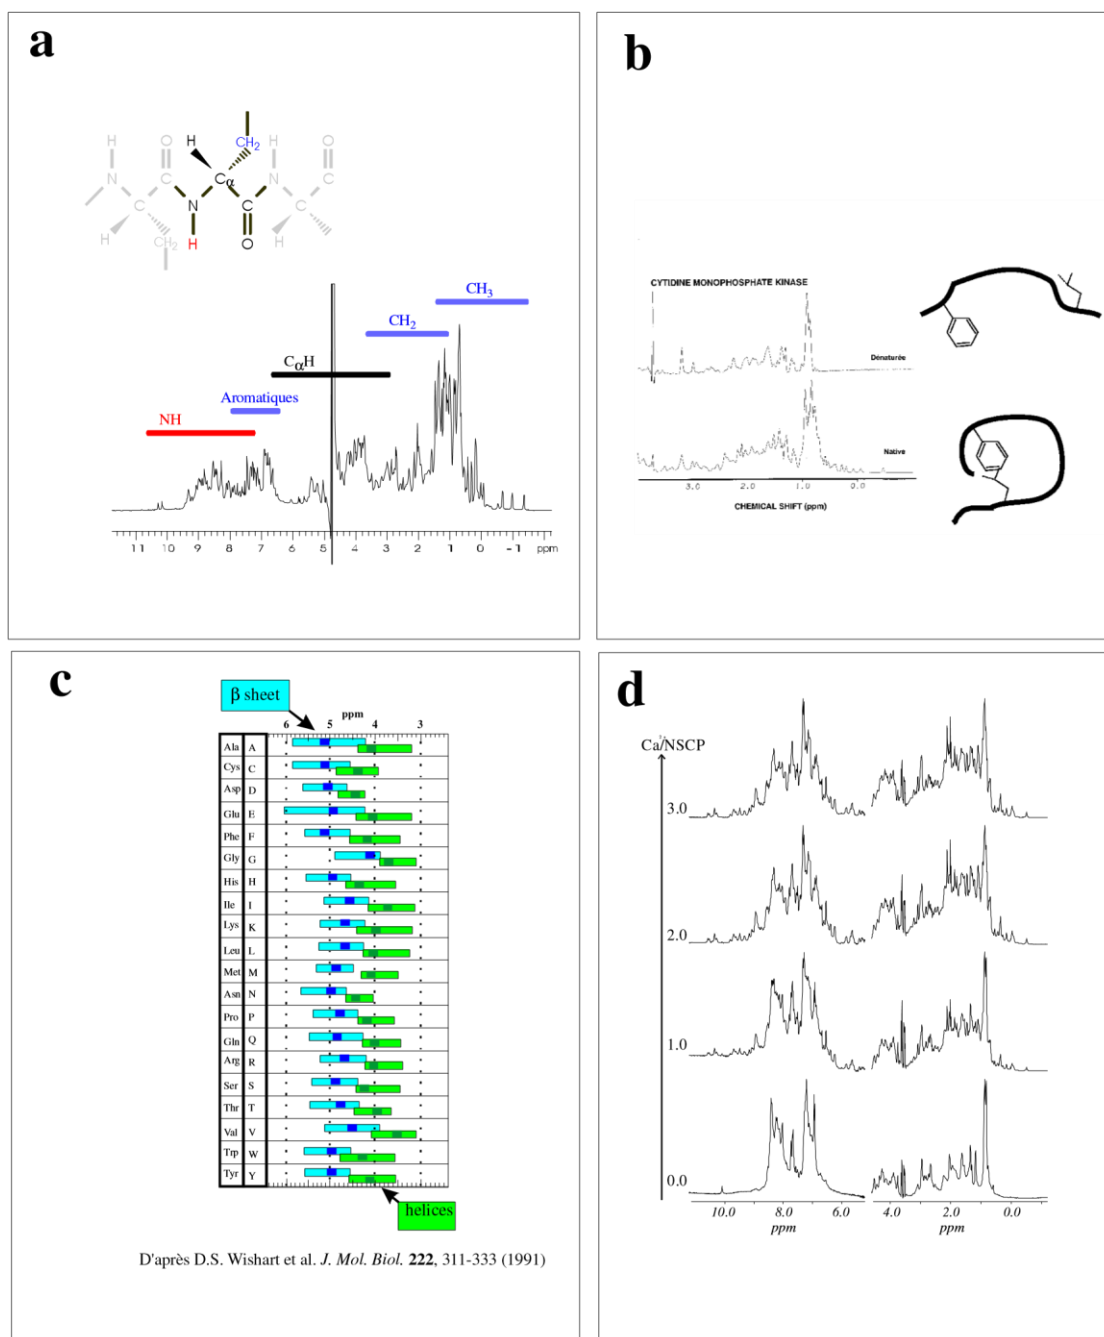 a
H
O
CH2
H
O
N
Cα
N
C
C
C
C
N
C
H
CH2
H
O
H
CH3
CH2
CαH
Aromatiques
NH
11 10 9 8 7 6 5 4 3 2 1 0 -1 ppm
b
CYTIDINE MONOPHOSPHATE KINASE
Dénaturée
Native
3.0 2.0 1.0 0.0
CHEMICAL SHIFT (ppm)
c
β sheet
ppm
6 5 4 3
Ala A
Cys C
Asp D
Glu E
Phe F
Gly G
His H
Ile I
Lys K
Leu L
Met M
Asn N
Pro P
Gln Q
Arg R
Ser S
Thr T
Val V
Trp W
Tyr Y
helices
D'après D.S. Wishart et al. J. Mol. Biol. 222, 311-333 (1991)
d
/NSCP
3.0
2.0
1.0
0.0
10.0 8.0 6.0 4.0 2.0 0.0
ppm ppm